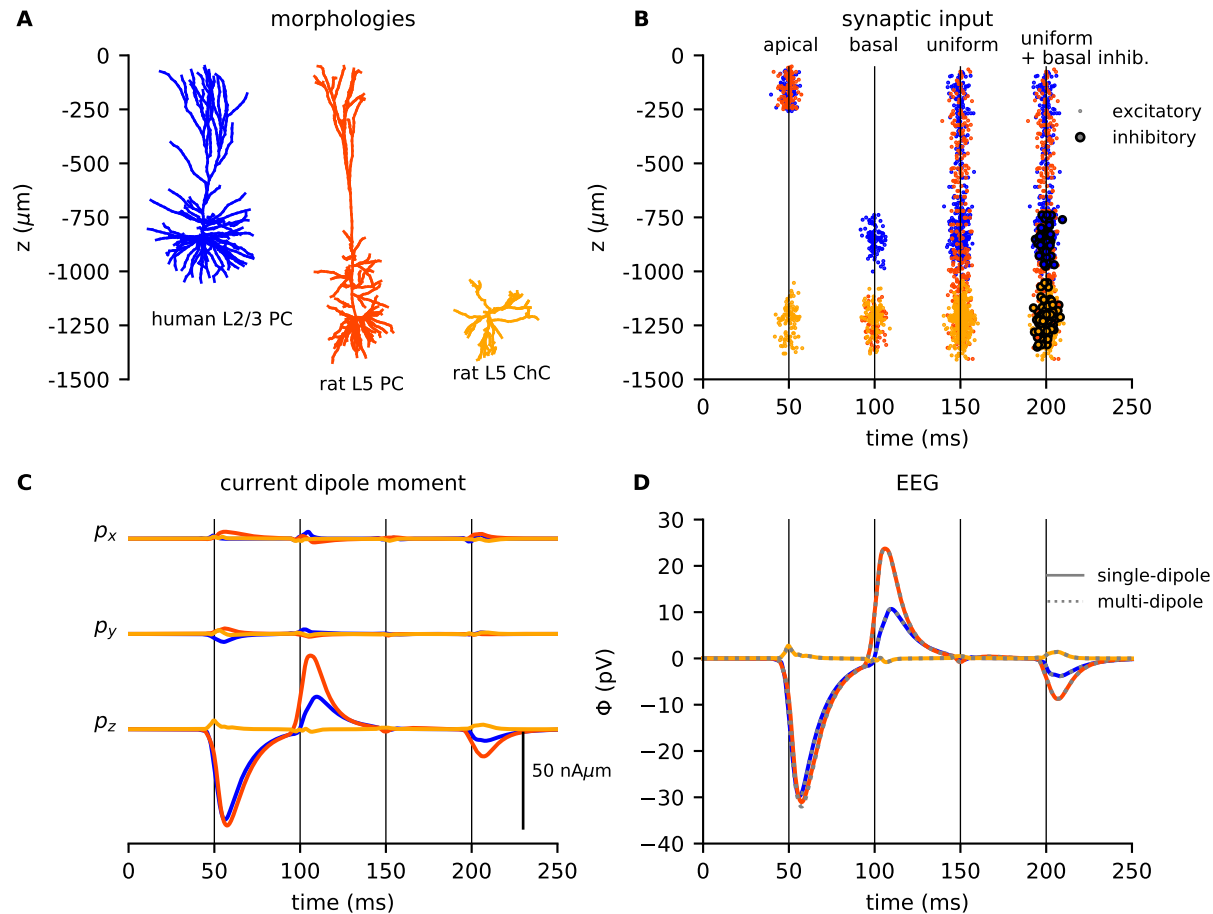 A
morphologies
0
-250
-500
-750
-1000
-1250
-1500
z (μm)
human L2/3 PC
rat L5 PC
rat L5 ChC
B
synaptic input
apical
basal
uniform
uniform
+ basal inhib.
excitatory
inhibitory
0
-250
-500
-750
-1000
-1250
-1500
z (μm)
0 50 100 150 200 250
time (ms)
C
current dipole moment
pₓ
p_y
p_z
50 nAμm
0 50 100 150 200 250
time (ms)
D
EEG
single-dipole
multi-dipole
30
20
10
0
−10
−20
−30
−40
Φ (pV)
0 50 100 150 200 250
time (ms)